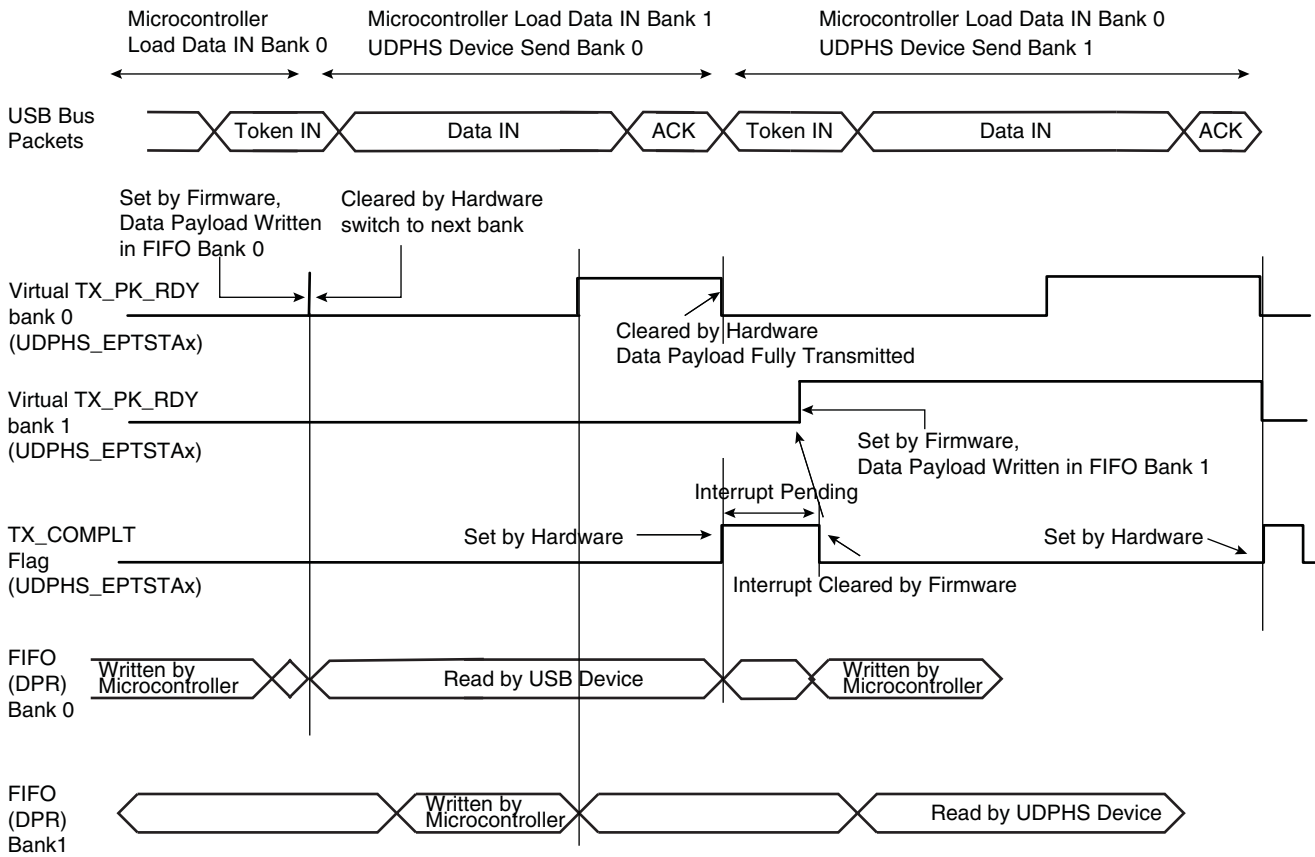 Microcontroller
Load Data IN Bank 0
Microcontroller Load Data IN Bank 1
UDPHS Device Send Bank 0
Microcontroller Load Data IN Bank 0
UDPHS Device Send Bank 1
USB Bus
Packets
Token IN
Data IN
ACK
Token IN
Data IN
ACK
Set by Firmware,
Data Payload Written
in FIFO Bank 0
Cleared by Hardware
switch to next bank
Virtual TX_PK_RDY
bank 0
(UDPHS_EPTSTAx)
Cleared by Hardware
Data Payload Fully Transmitted
Virtual TX_PK_RDY
bank 1
(UDPHS_EPTSTAx)
Set by Firmware,
Data Payload Written in FIFO Bank 1
Interrupt Pending
TX_COMPLT
Flag
(UDPHS_EPTSTAx)
Set by Hardware
Set by Hardware
Interrupt Cleared by Firmware
FIFO
(DPR)
Bank 0
Written by
Microcontroller
Read by USB Device
Written by
Microcontroller
FIFO
(DPR)
Bank1
Written by
Microcontroller
Read by UDPHS Device